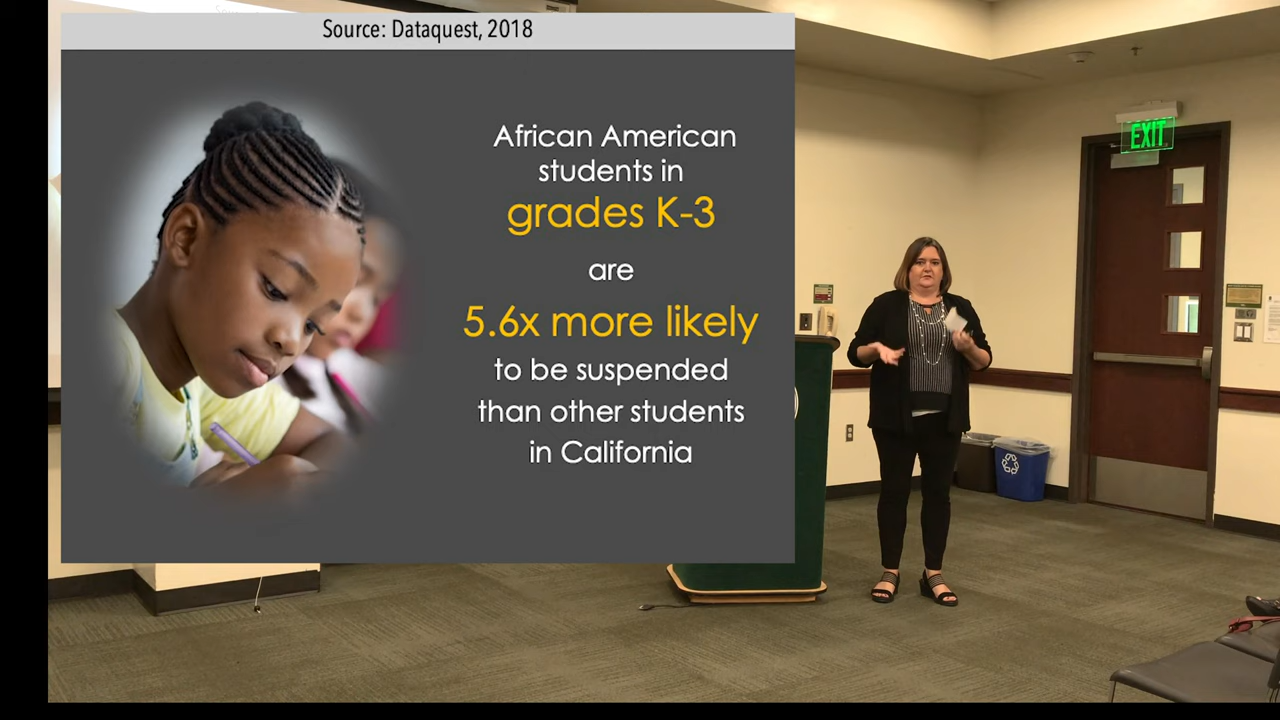 Source: Dataquest, 2018
African American
students in
grades K-3
are
5.6x more likely
to be suspended
than other students
in California
EXIT